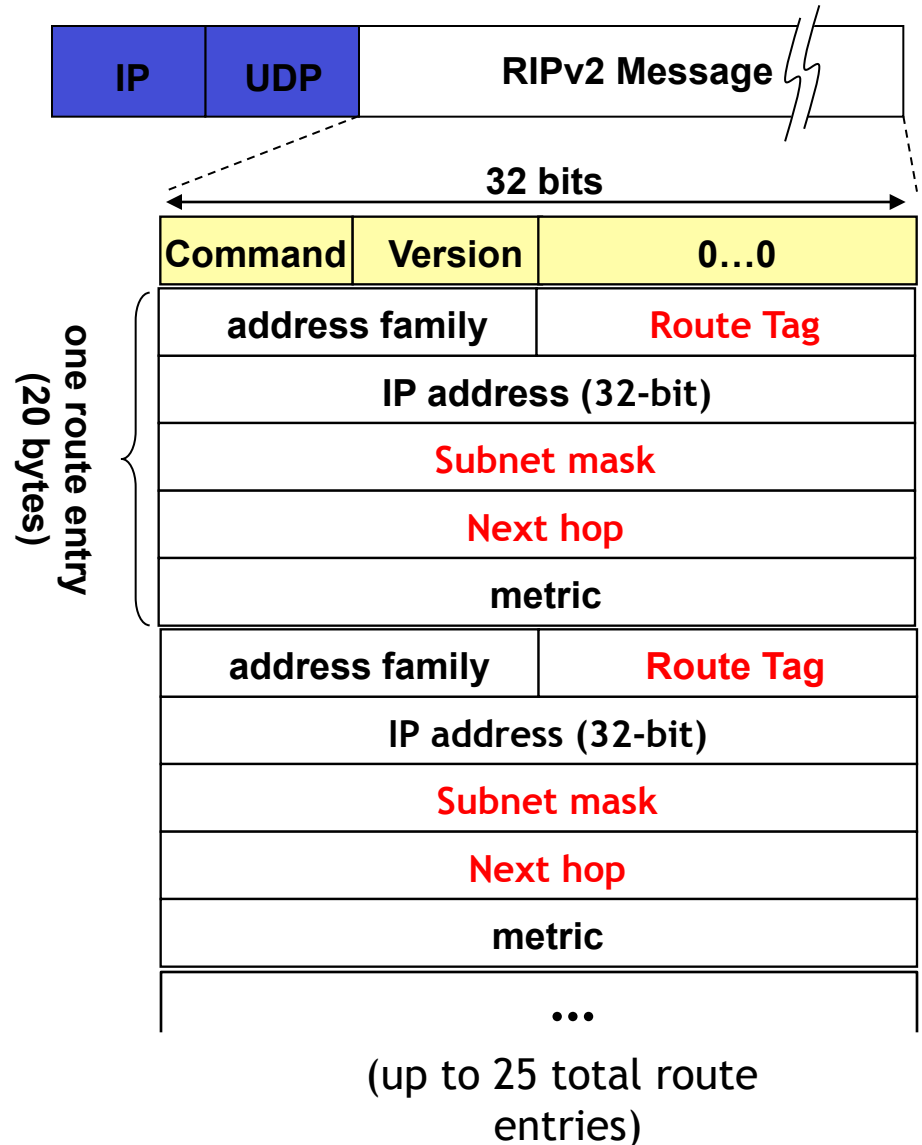 IP UDP RIPv2 Message
32 bits
Command Version 0...0
one route entry
(20 bytes)
address family Route Tag
IP address (32-bit)
Subnet mask
Next hop
metric
address family Route Tag
IP address (32-bit)
Subnet mask
Next hop
metric
...
(up to 25 total route
entries)